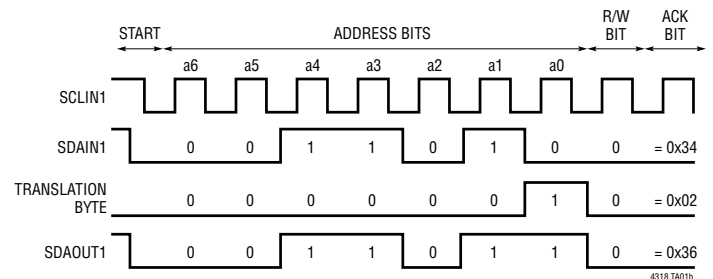 START ADDRESS BITS R/W BIT ACK BIT
a6 a5 a4 a3 a2 a1 a0
SCLIN1
SDAIN1 0 0 1 1 0 1 0 0 = 0x34
TRANSLATION BYTE 0 0 0 0 0 0 1 0 = 0x02
SDAOUT1 0 0 1 1 0 1 1 0 = 0x36
4318 TA01b